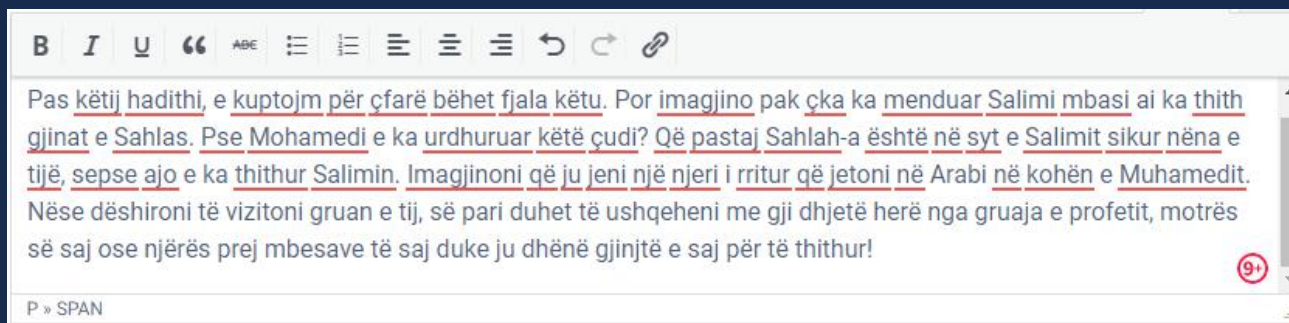 B I U ABC
Pas këtij hadithi, e kuptojm për çfarë bëhet fjala këtu. Por imagjino pak çka ka menduar Salimi mbasi ai ka thith
gjinat e Sahlas. Pse Mohamedi e ka urdhuruar këtë çudi? Që pastaj Sahlah-a është në syt e Salimit sikur nëna e
tijë, sepse ajo e ka thithur Salimin. Imagjinoni që ju jeni një njeri i rritur që jetoni në Arabi në kohën e Muhamedit.
Nëse dëshironi të vizitoni gruan e tij, së pari duhet të ushqeheni me gji dhjetë herë nga gruaja e profetit, motrës
së saj ose njërës prej mbesave të saj duke ju dhënë gjinjtë e saj për të thithur!
9+
P » SPAN